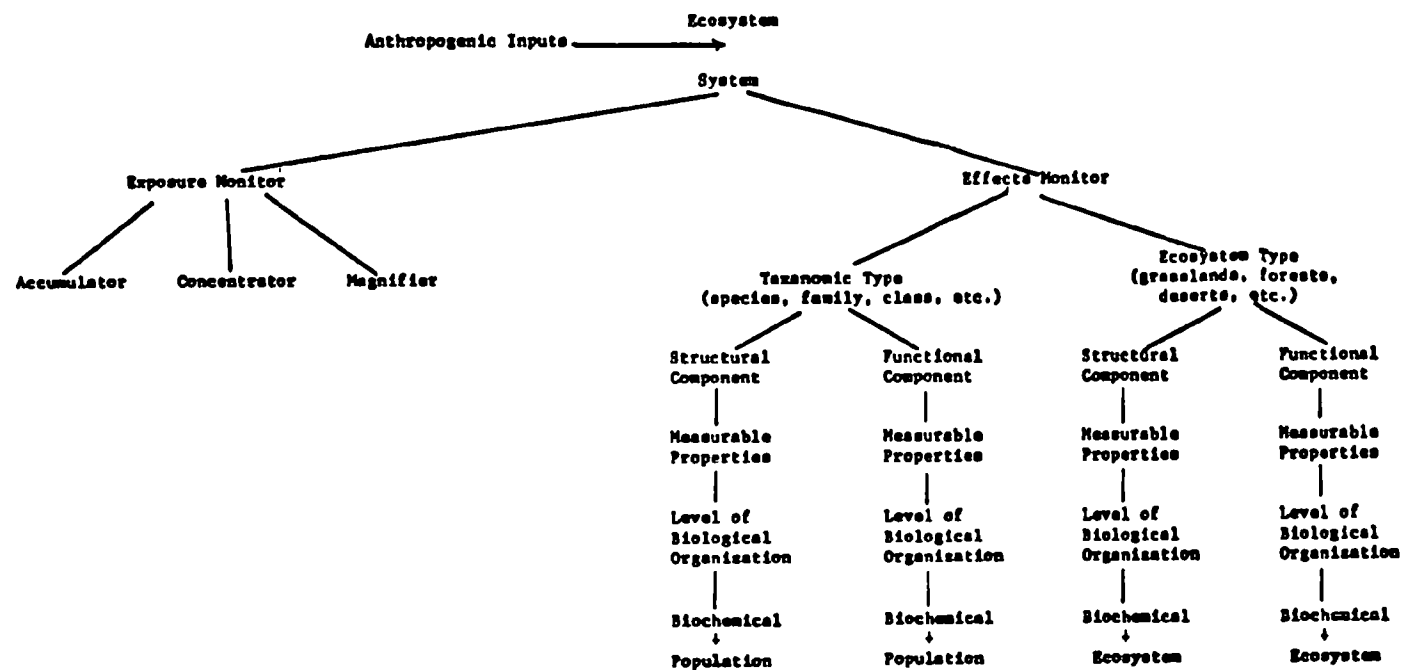 Ecosystem
Anthropogenic Inputs
System
Exposure Monitor
Effects Monitor
Accumulator
Concentrator
Magnifier
Taxanomic Type
(species, family, class, etc.)
Ecosystem Type
(grasslands, forests,
deserts, etc.)
Structural
Component
Functional
Component
Structural
Component
Functional
Component
Measurable
Properties
Measurable
Properties
Measurable
Properties
Measurable
Properties
Level of
Biological
Organization
Level of
Biological
Organization
Level of
Biological
Organization
Level of
Biological
Organization
Biochemical
Population
Biochemical
Population
Biochemical
Ecosystem
Biochemical
Ecosystem